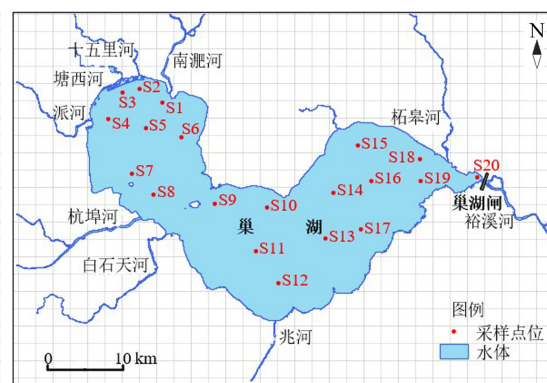 N
十五里河
南淝河
塘西河
S2
S3
S1
派河
S4
S5
S6
柘皋河
S15
S18
S20
S7
S16
S19
S8
S14
巢湖闸
S9
S10
裕溪河
杭埠河
巢
湖
S13
S17
白石天河
S11
S12
兆河
图例
采样点位
水体
0
10 km